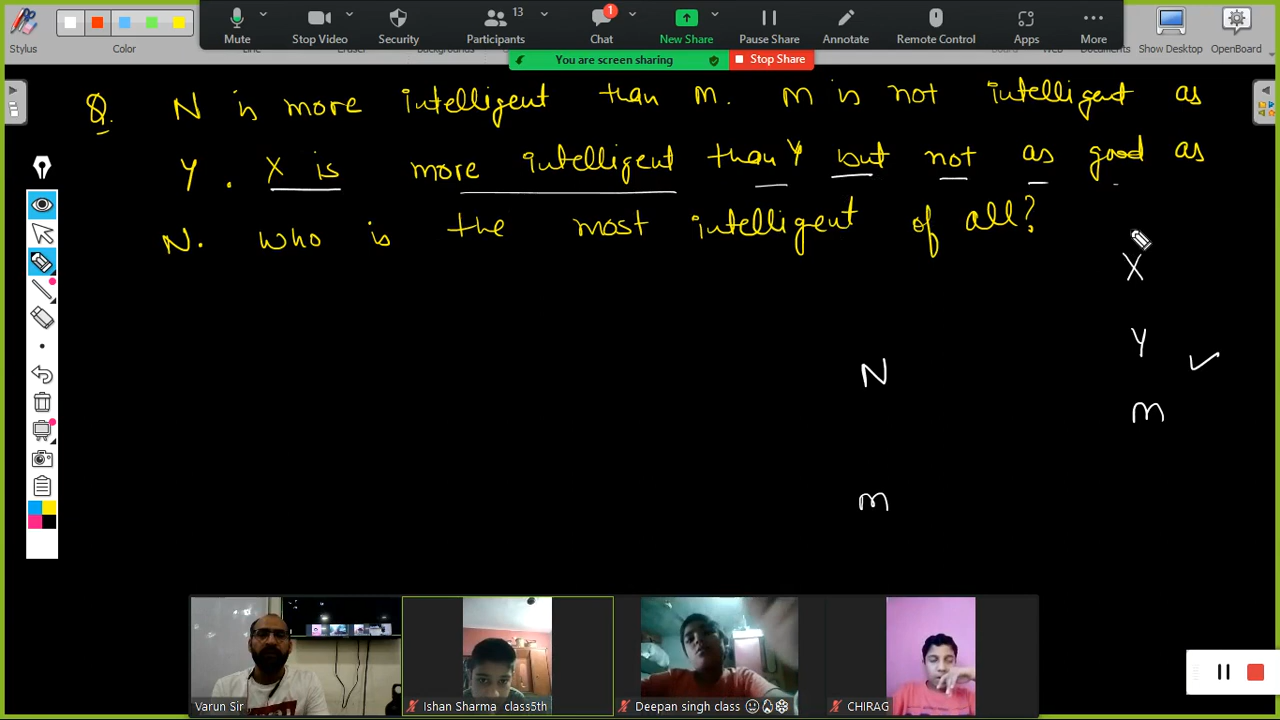 13
1
Mute
Stop Video
Security
Participants
Chat
New Share
Pause Share
Annotate
Remote Control
Apps
More
Stylus
Color
Show Desktop
OpenBoard
You are screen sharing
Stop Share
Q. N is more intelligent than M. M is not intelligent as
Y. X is more intelligent than Y but not as good as
N. Who is the most intelligent of all?
X
Y
N
M
M
Varun Sir
Ishan Sharma class5th
Deepan singh class
CHIRAG